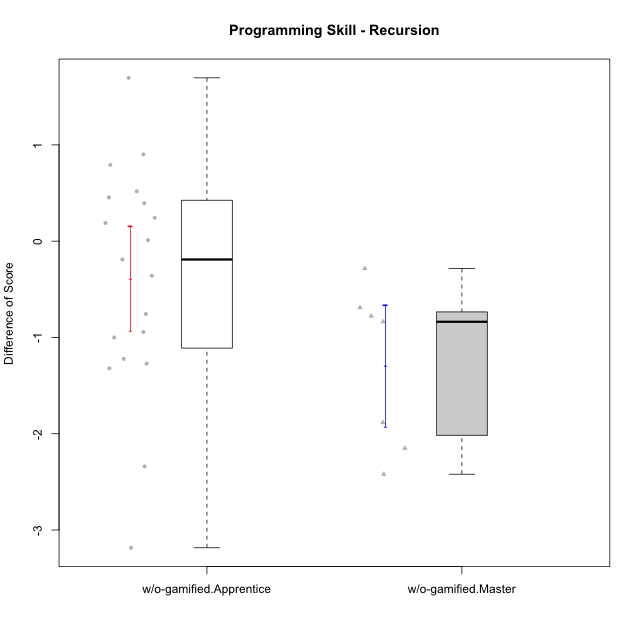 Programming Skill - Recursion
Difference of Score
1
0
-1
-2
-3
w/o-gamified.Apprentice
w/o-gamified.Master